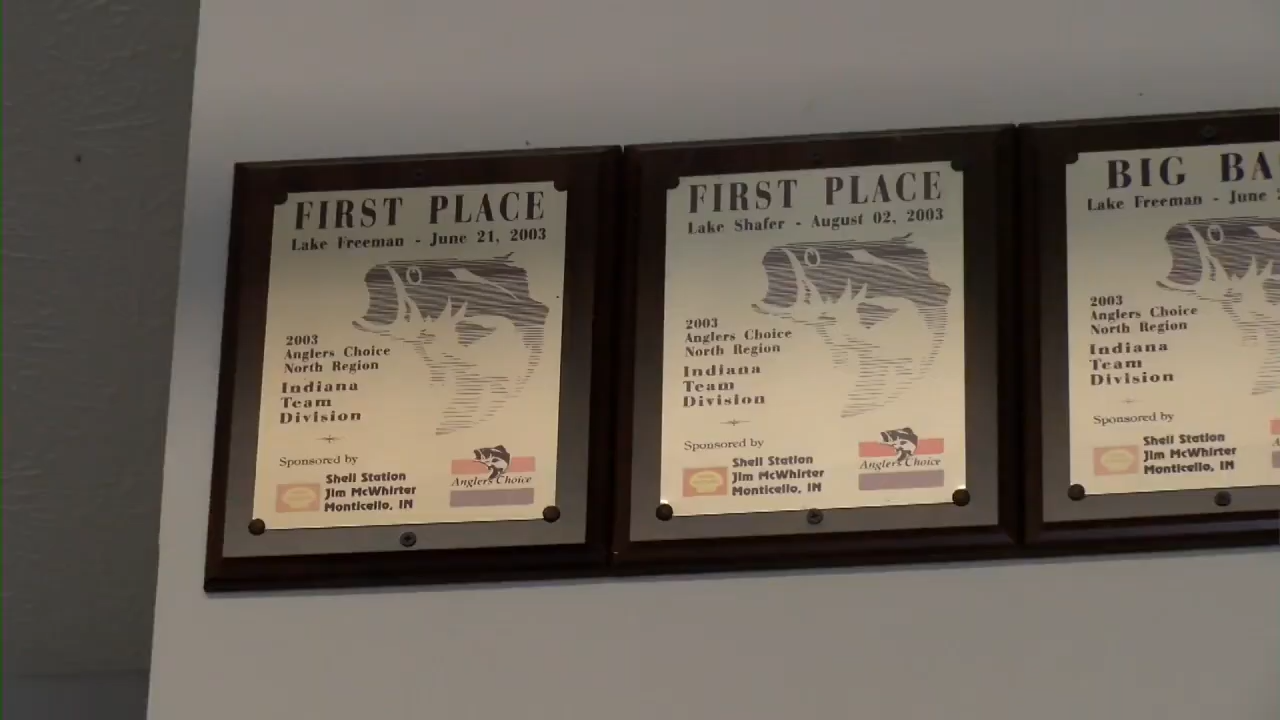 FIRST PLACE
Lake Freeman - June 21, 2003
2003
Anglers Choice
North Region
Indiana
Team
Division
Sponsored by
Shell Station
Jim McWhirter
Monticello, IN
Anglers Choice
FIRST PLACE
Lake Shafer - August 02, 2003
2003
Anglers Choice
North Region
Indiana
Team
Division
Sponsored by
Shell Station
Jim McWhirter
Monticello, IN
Anglers Choice
BIG BA
Lake Freeman - June
2003
Anglers Choice
North Region
Indiana
Team
Division
Sponsored by
Shell Station
Jim McWhirter
Monticello, IN